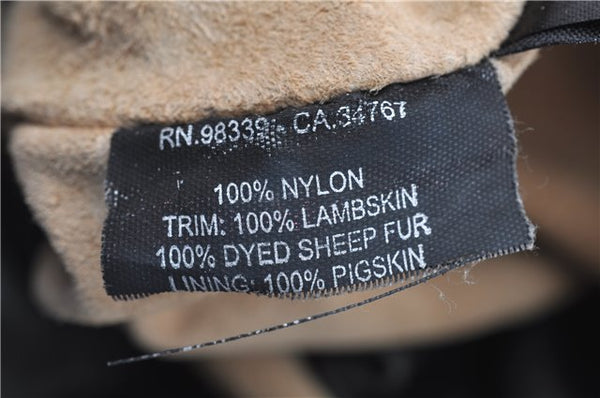 RN.98339 - CA.34767
100% NYLON
TRIM: 100% LAMBSKIN
100% DYED SHEEP FUR
LINING: 100% PIGSKIN